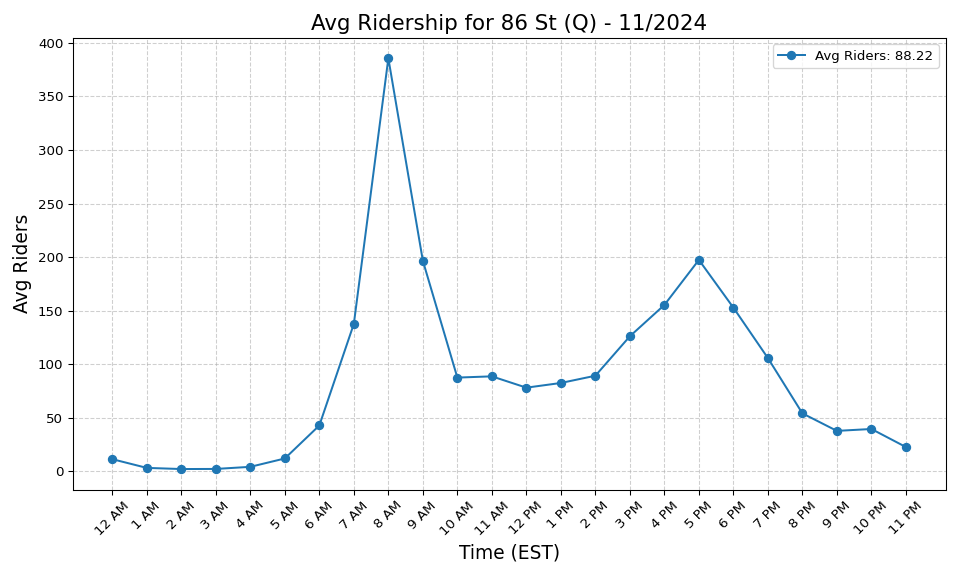 Avg Ridership for 86 St (Q) - 11/2024
Avg Riders: 88.22
Avg Riders
400
350
300
250
200
150
100
50
0
12 AM
1 AM
2 AM
3 AM
4 AM
5 AM
6 AM
7 AM
8 AM
9 AM
10 AM
11 AM
12 PM
1 PM
2 PM
3 PM
4 PM
5 PM
6 PM
7 PM
8 PM
9 PM
10 PM
11 PM
Time (EST)